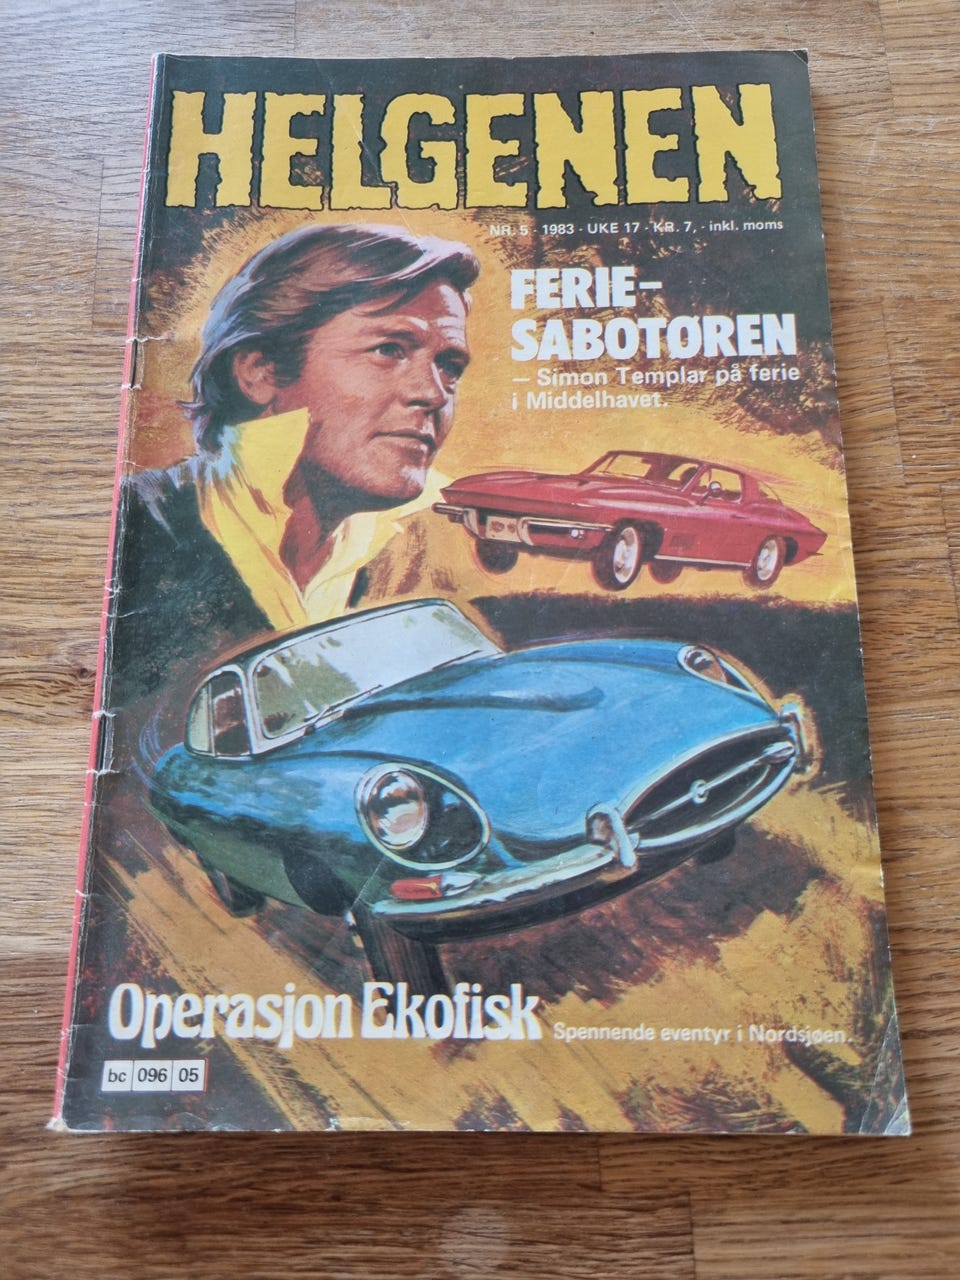 HELGENEN
NR. 5 · 1983 · UKE 17 · KR. 7,- inkl. moms
FERIE-
SABOTØREN
– Simon Templar på ferie
i Middelhavet.
Operasjon Ekofisk Spennende eventyr i Nordsjøen.
bc 096 05